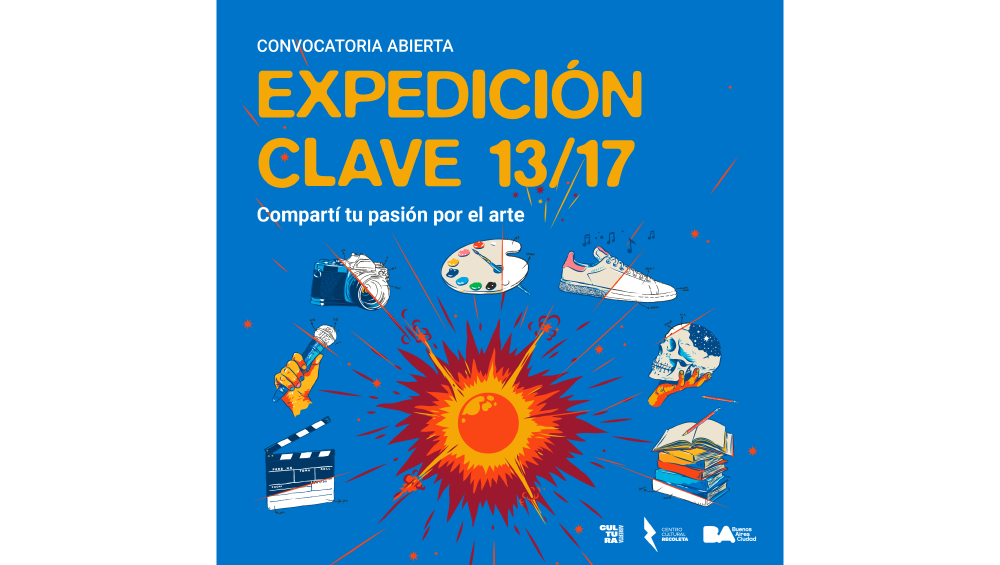 CONVOCATORIA ABIERTA
EXPEDICIÓN
CLAVE 13/17
Compartí tu pasión por el arte
CUL
TU
RA
ABIERTA
CENTRO
CULTURAL
RECOLETA
BA
Buenos
Aires
Ciudad